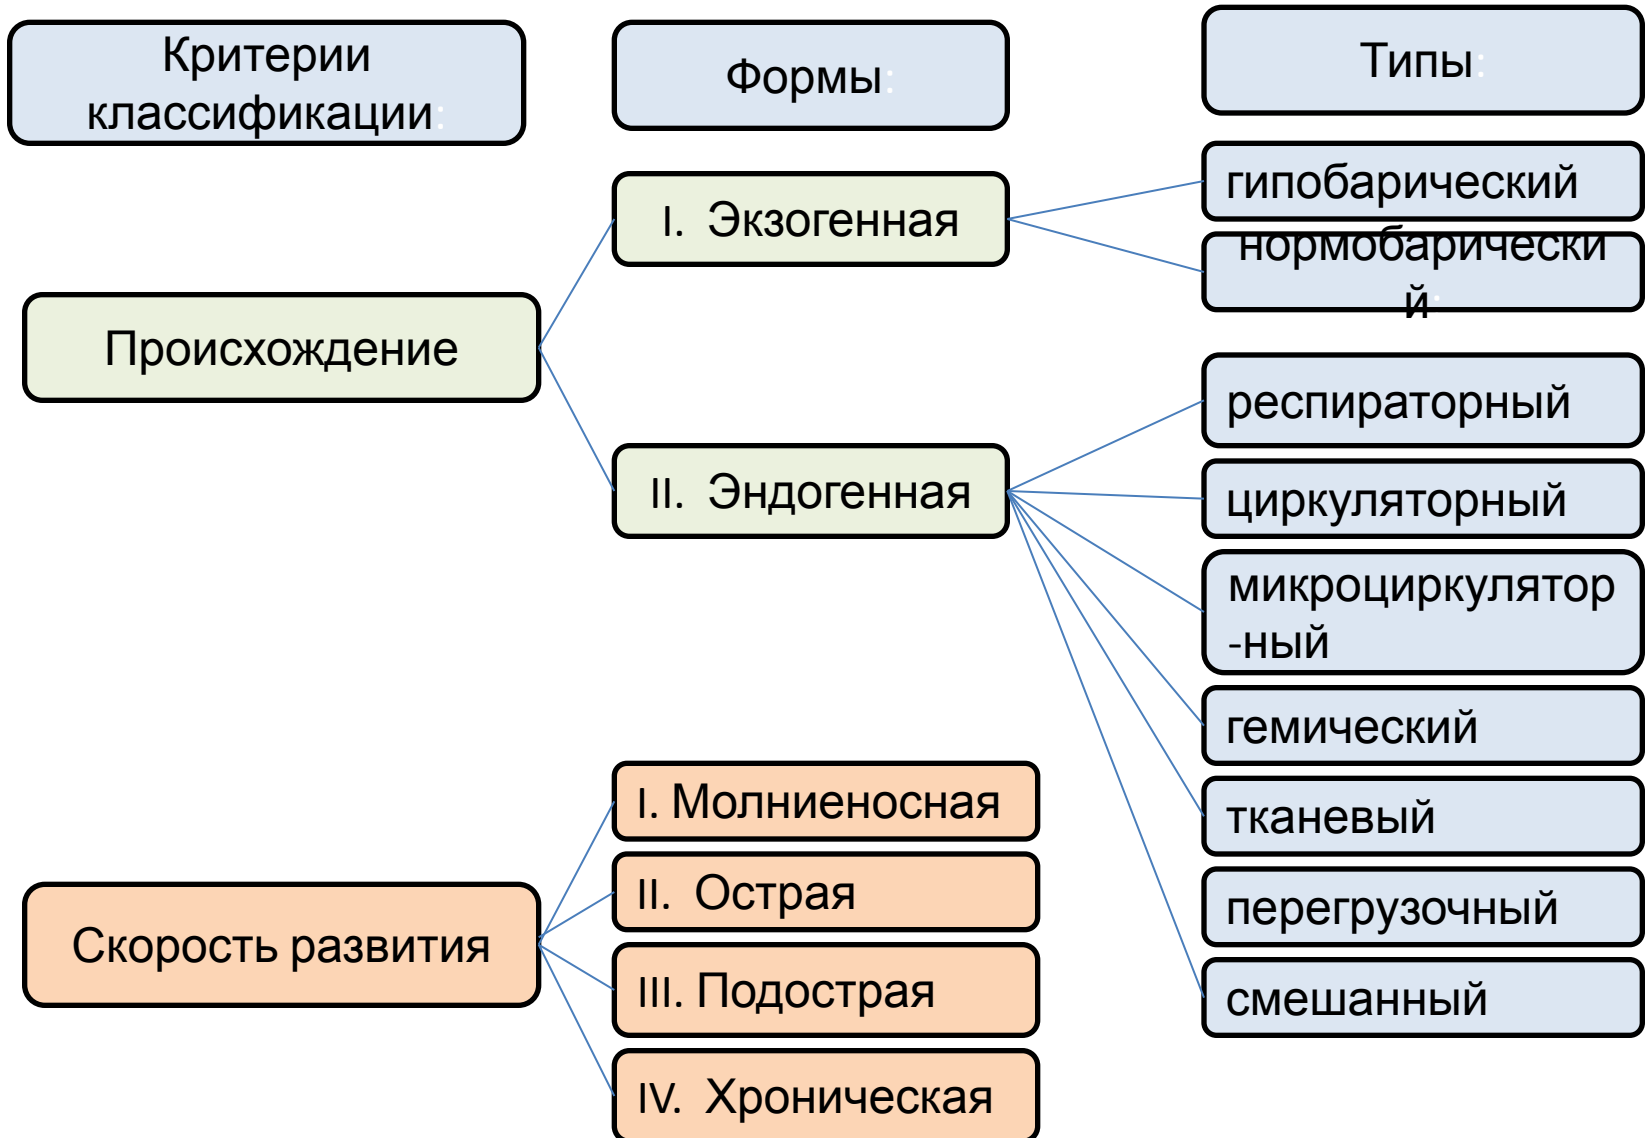 Критерии
классификации:
Формы:
Типы:
Происхождение
I. Экзогенная
гипобарический
нормобарически
й:
II. Эндогенная
респираторный
циркуляторный
микроциркулятор
-ный
гемический
тканевый
перегрузочный
смешанный
Скорость развития
I. Молниеносная
II. Острая
III. Подострая
IV. Хроническая